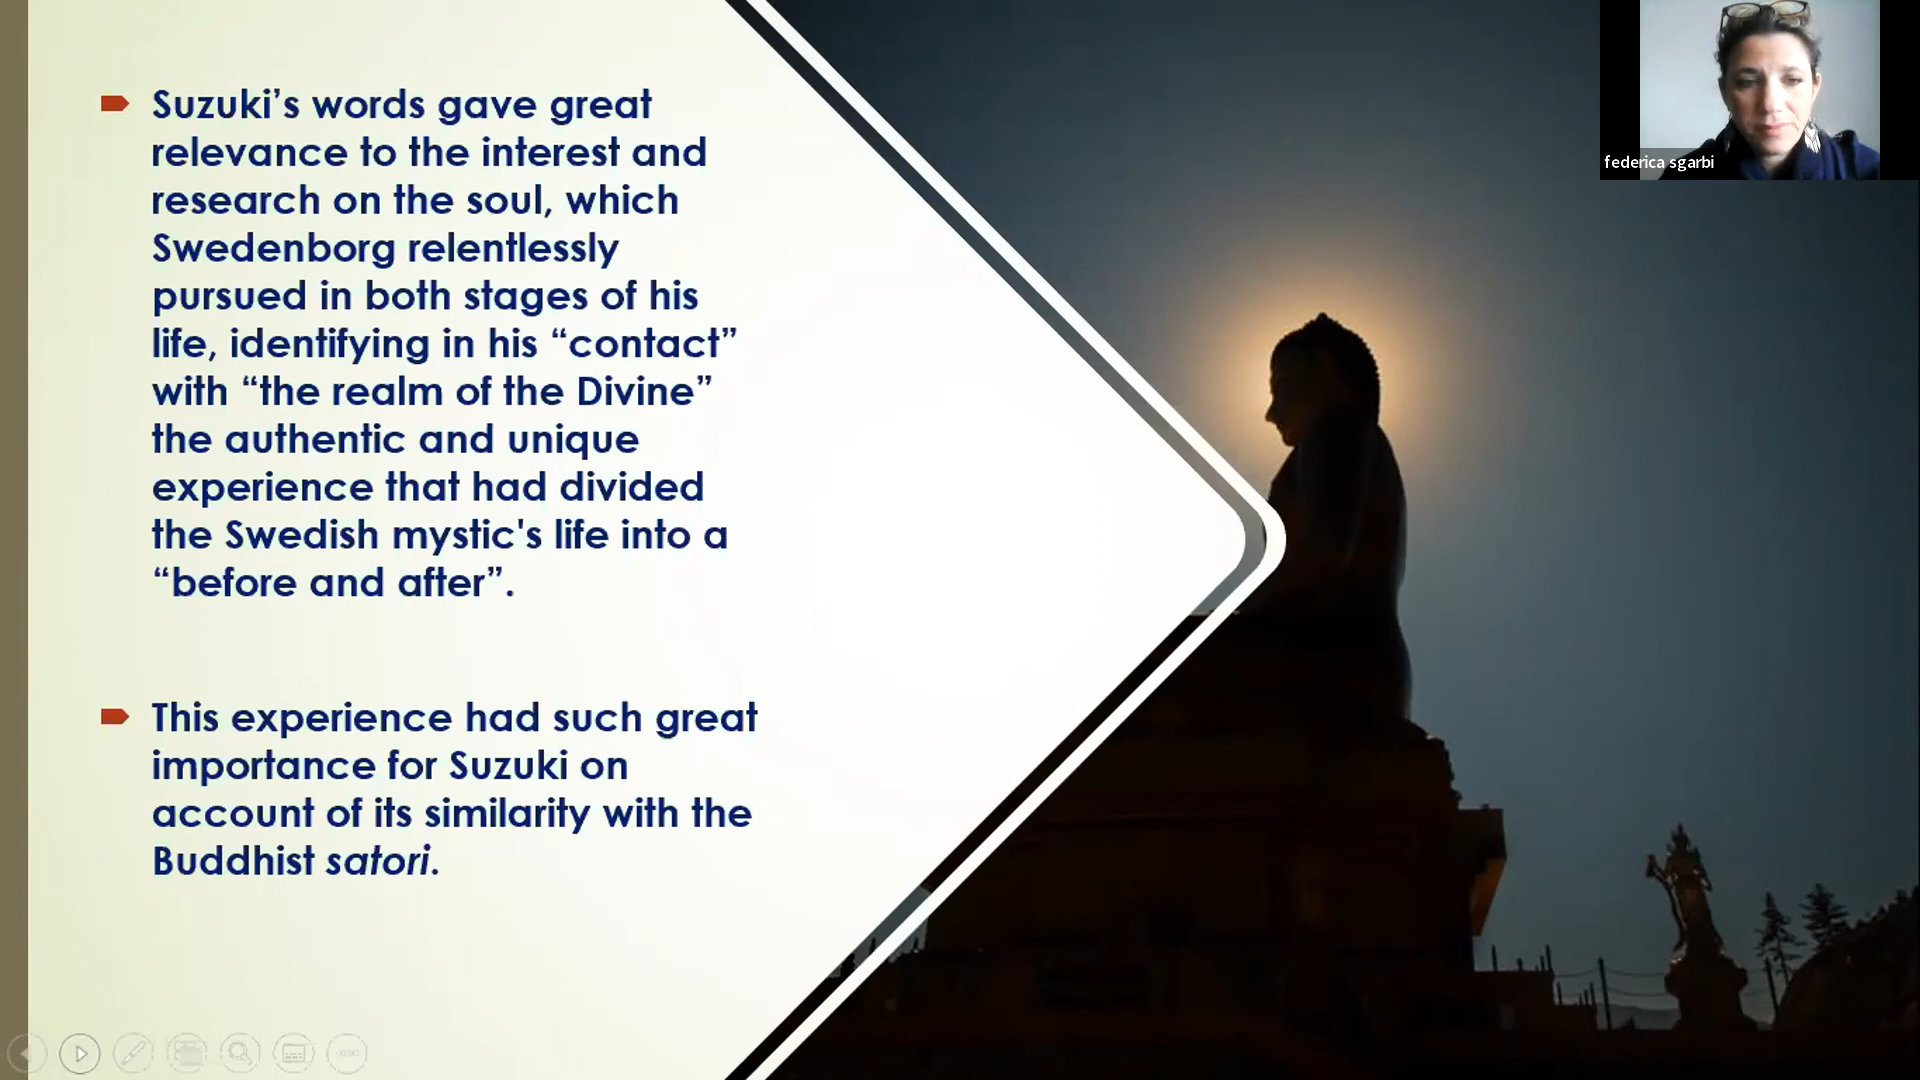 Suzuki’s words gave great
relevance to the interest and
research on the soul, which
Swedenborg relentlessly
pursued in both stages of his
life, identifying in his “contact”
with “the realm of the Divine”
the authentic and unique
experience that had divided
the Swedish mystic's life into a
“before and after”.
This experience had such great
importance for Suzuki on
account of its similarity with the
Buddhist satori.
federica sgarbi